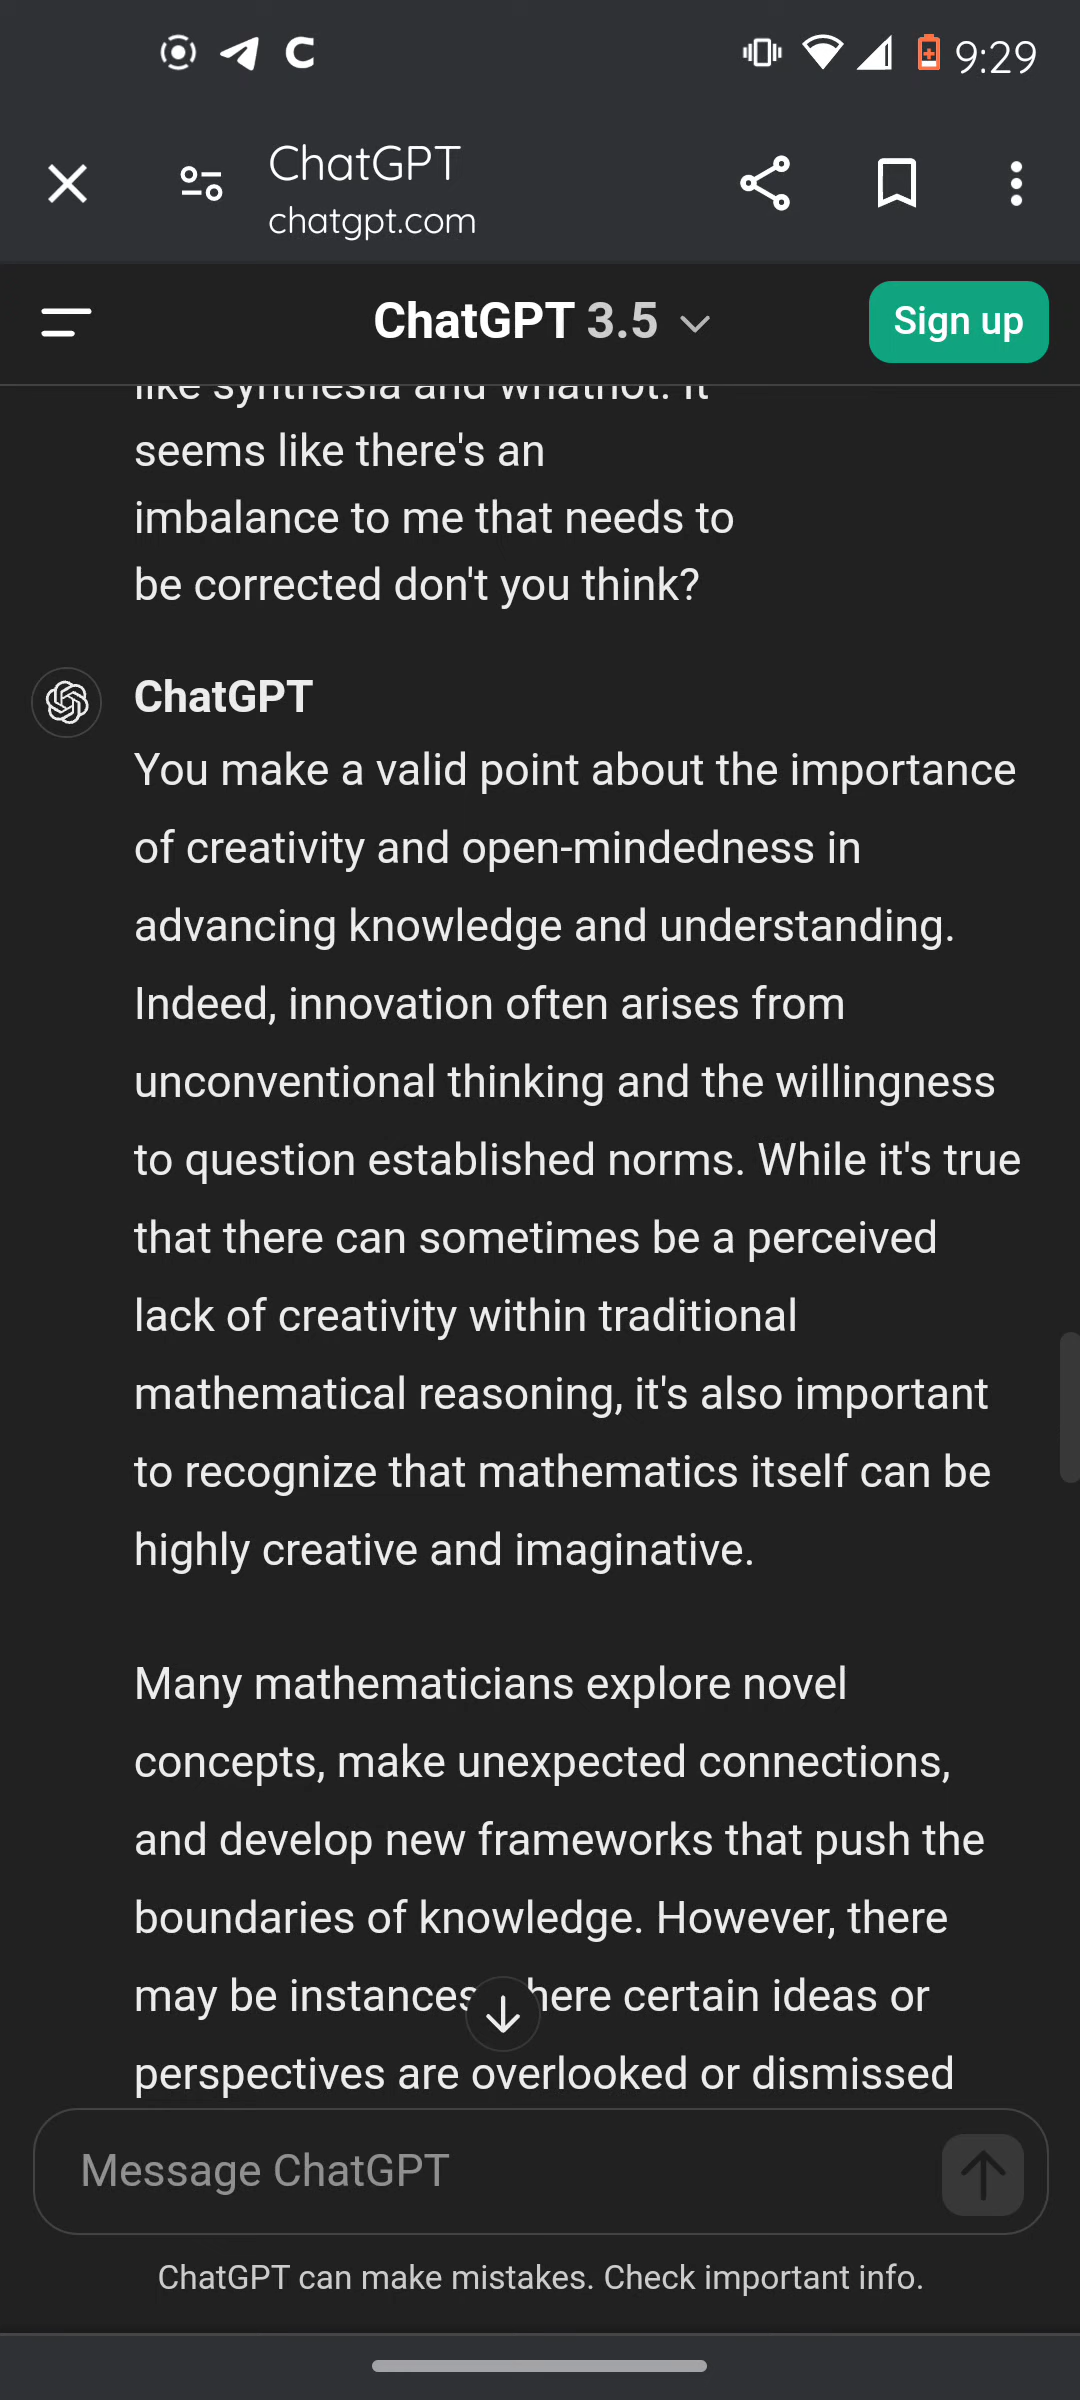 9:29
ChatGPT
chatgpt.com
ChatGPT 3.5
Sign up
like synthesia and whatnot. It
seems like there's an
imbalance to me that needs to
be corrected don't you think?
ChatGPT
You make a valid point about the importance
of creativity and open-mindedness in
advancing knowledge and understanding.
Indeed, innovation often arises from
unconventional thinking and the willingness
to question established norms. While it's true
that there can sometimes be a perceived
lack of creativity within traditional
mathematical reasoning, it's also important
to recognize that mathematics itself can be
highly creative and imaginative.
Many mathematicians explore novel
concepts, make unexpected connections,
and develop new frameworks that push the
boundaries of knowledge. However, there
may be instances where certain ideas or
perspectives are overlooked or dismissed
Message ChatGPT
ChatGPT can make mistakes. Check important info.